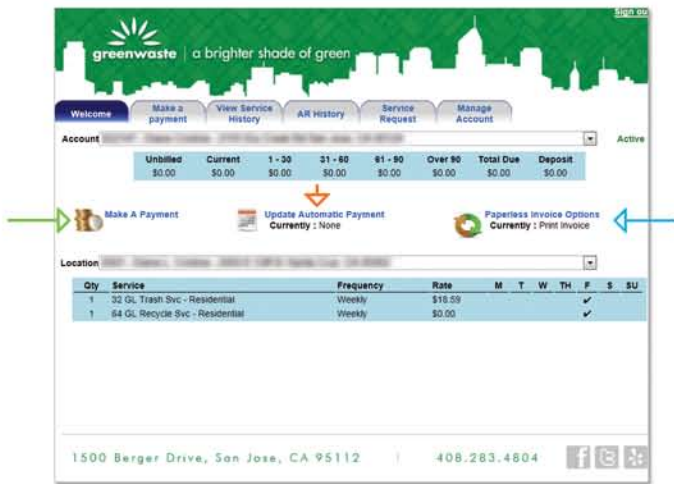 Sign ou
greenwaste | a brighter shade of green
Welcome Make a payment View Service History AR History Service Request Manage Account
Account Active
Unbilled Current 1 - 30 31 - 60 61 - 90 Over 90 Total Due Deposit
$0.00 $0.00 $0.00 $0.00 $0.00 $0.00 $0.00 $0.00
Make A Payment Update Automatic Payment Paperless Invoice Options
Currently : None Currently : Print Invoice
Location
Qty Service Frequency Rate M T W TH F S SU
1 32 GL Trash Svc - Residential Weekly $18.59 ✔
1 64 GL Recycle Svc - Residential Weekly $0.00 ✔
1500 Berger Drive, San Jose, CA 95112 | 408.283.4804